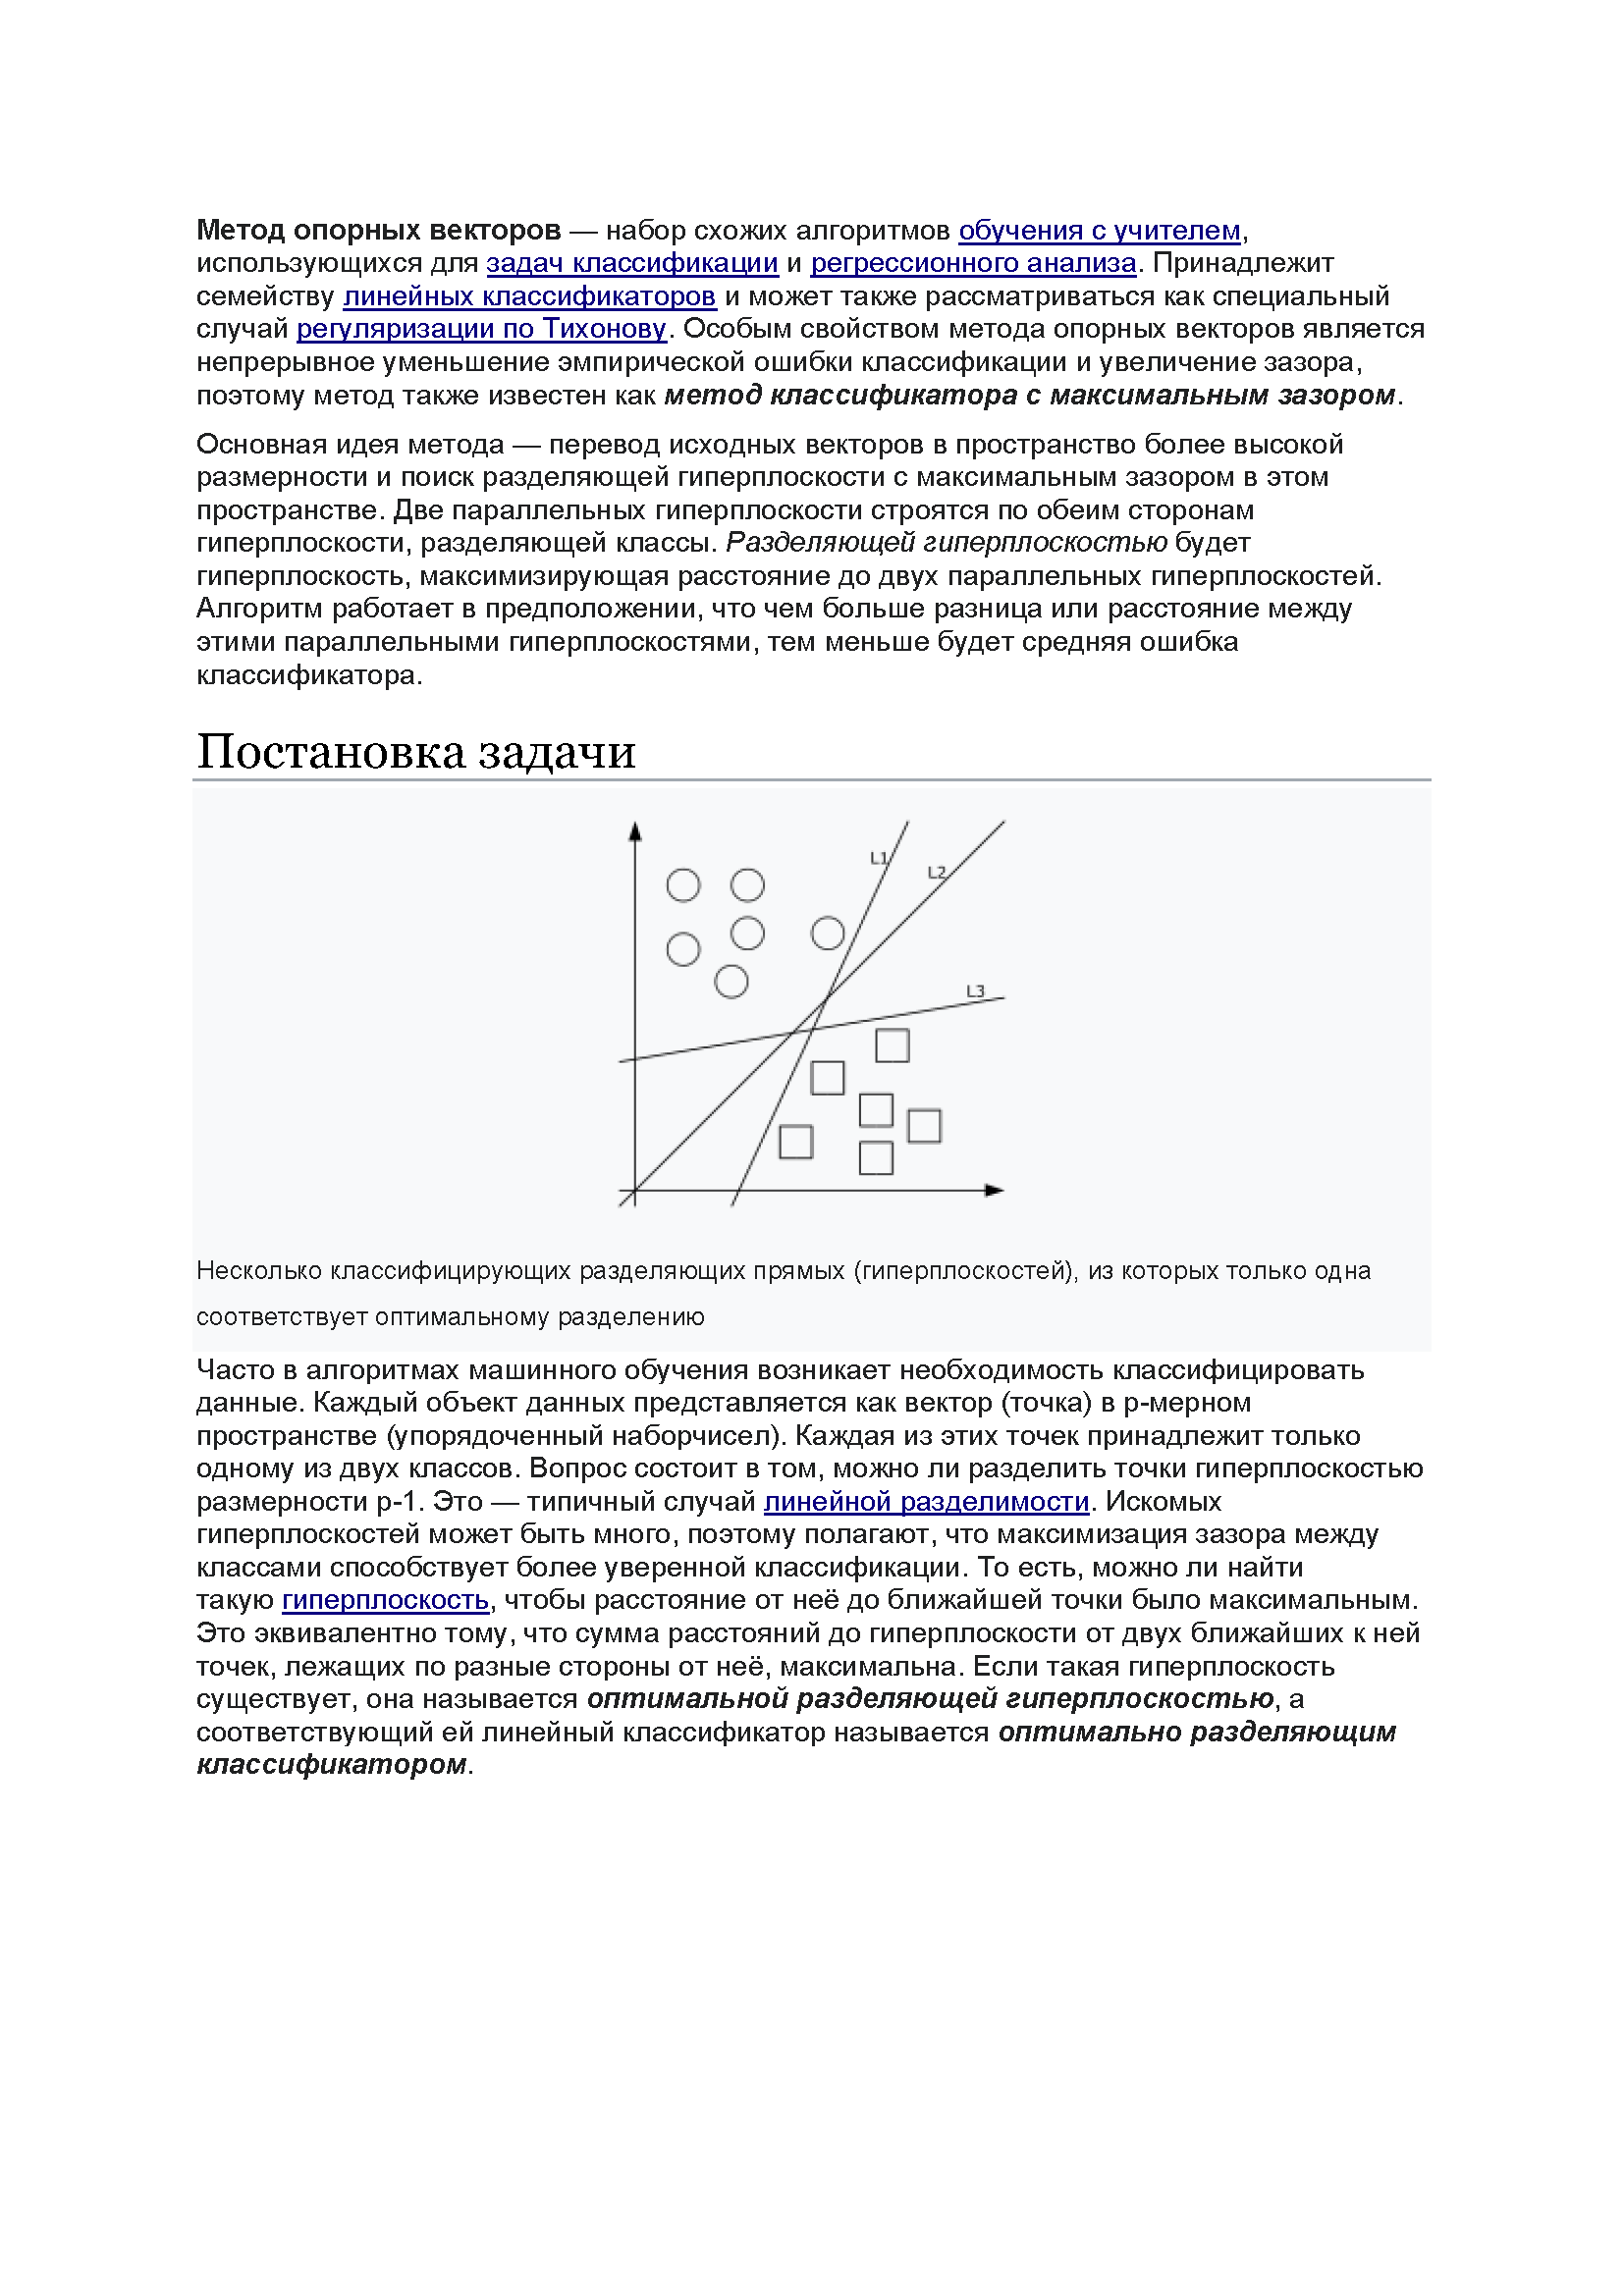 Метод опорных векторов — набор схожих алгоритмов обучения с учителем,
использующихся для задач классификации и регрессионного анализа. Принадлежит
семейству линейных классификаторов и может также рассматриваться как специальный
случай регуляризации по Тихонову. Особым свойством метода опорных векторов является
непрерывное уменьшение эмпирической ошибки классификации и увеличение зазора,
поэтому метод также известен как метод классификатора с максимальным зазором.
Основная идея метода — перевод исходных векторов в пространство более высокой
размерности и поиск разделяющей гиперплоскости с максимальным зазором в этом
пространстве. Две параллельных гиперплоскости строятся по обеим сторонам
гиперплоскости, разделяющей классы. Разделяющей гиперплоскостью будет
гиперплоскость, максимизирующая расстояние до двух параллельных гиперплоскостей.
Алгоритм работает в предположении, что чем больше разница или расстояние между
этими параллельными гиперплоскостями, тем меньше будет средняя ошибка
классификатора.
Постановка задачи
L1
L2
L3
Несколько классифицирующих разделяющих прямых (гиперплоскостей), из которых только одна
соответствует оптимальному разделению
Часто в алгоритмах машинного обучения возникает необходимость классифицировать
данные. Каждый объект данных представляется как вектор (точка) в p-мерном
пространстве (упорядоченный наборчисел). Каждая из этих точек принадлежит только
одному из двух классов. Вопрос состоит в том, можно ли разделить точки гиперплоскостью
размерности p-1. Это — типичный случай линейной разделимости. Искомых
гиперплоскостей может быть много, поэтому полагают, что максимизация зазора между
классами способствует более уверенной классификации. То есть, можно ли найти
такую гиперплоскость, чтобы расстояние от неё до ближайшей точки было максимальным.
Это эквивалентно тому, что сумма расстояний до гиперплоскости от двух ближайших к ней
точек, лежащих по разные стороны от неё, максимальна. Если такая гиперплоскость
существует, она называется оптимальной разделяющей гиперплоскостью, а
соответствующий ей линейный классификатор называется оптимально разделяющим
классификатором.